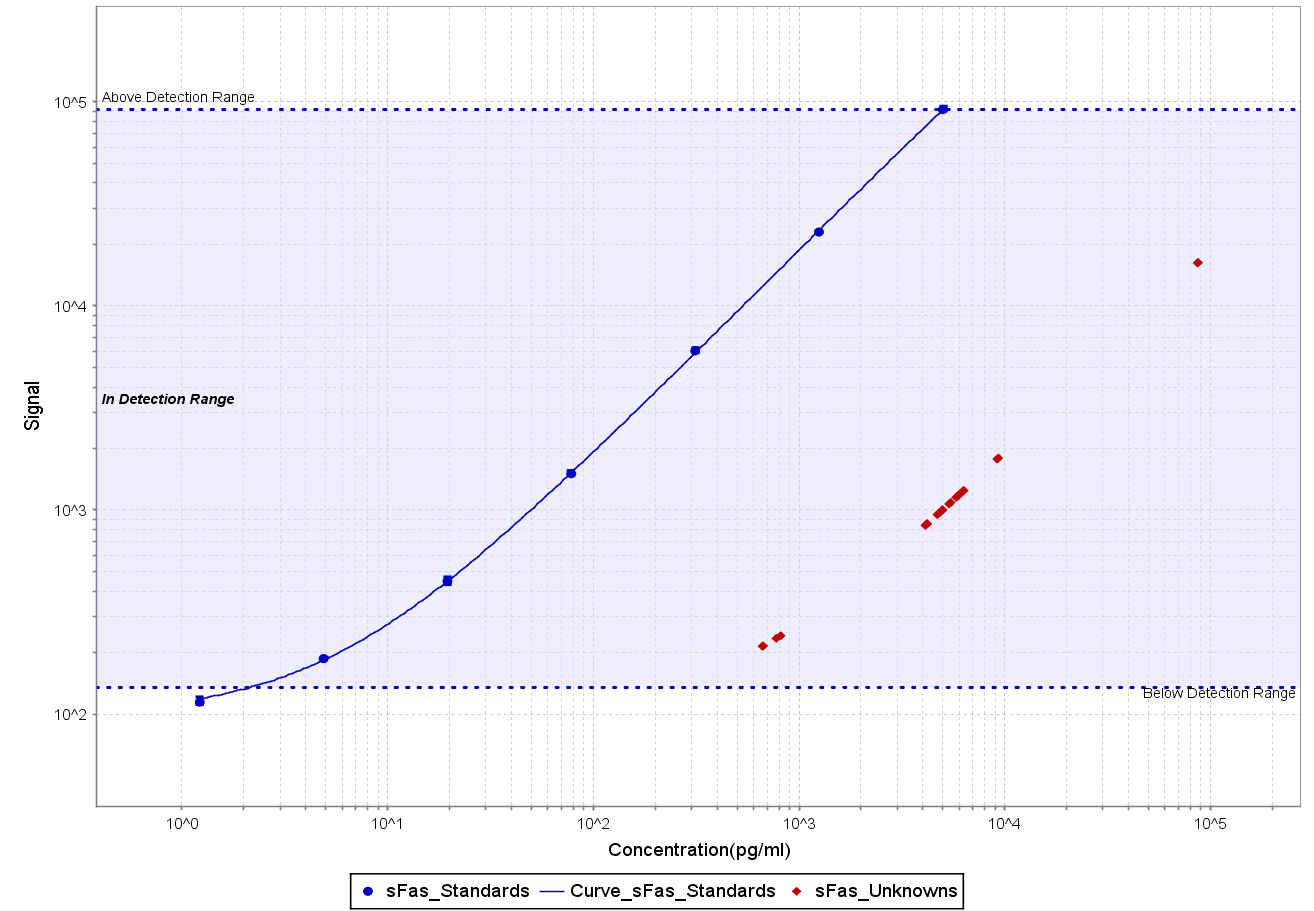 10^5
Above Detection Range
10^4
Signal
In Detection Range
10^3
Below Detection Range
10^2
10^0 10^1 10^2 10^3 10^4 10^5
Concentration(pg/ml)
sFas_Standards Curve_sFas_Standards sFas_Unknowns